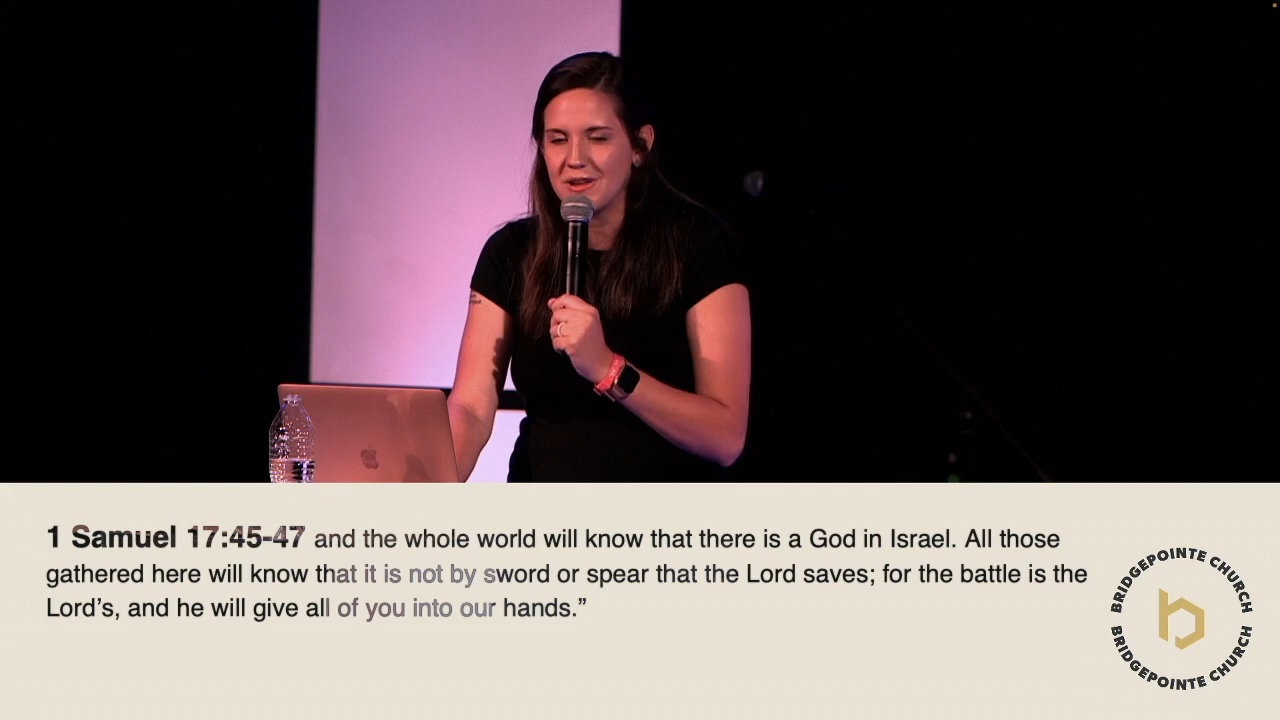 1 Samuel 17:45-47 and the whole world will know that there is a God in Israel. All those
gathered here will know that it is not by sword or spear that the Lord saves; for the battle is the
Lord’s, and he will give all of you into our hands.”
BRIDGEPOINTE CHURCH
BRIDGEPOINTE CHURCH